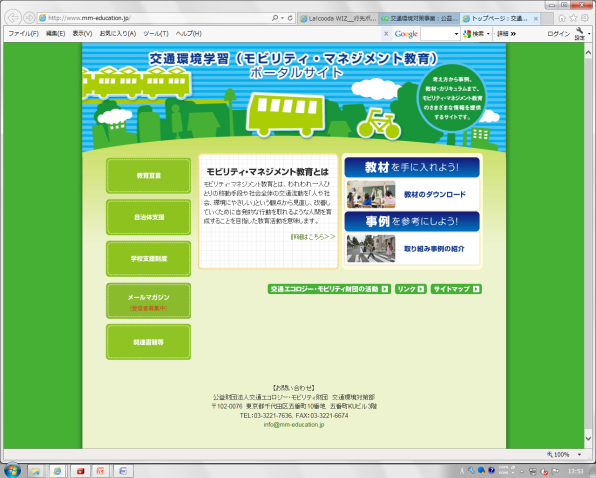 http://www.mm-education.jp/
La!cooda WIZ__行先ボ...
交通環境対策事業：公益...
トップページ：交通...
ファイル(F) 編集(E) 表示(V) お気に入り(A) ツール(T) ヘルプ(H)
Google
検索
詳細 »
ログイン
設定
交通環境学習（モビリティ・マネジメント教育）
ポータルサイト
考え方から事例、
教材・カリキュラムまで、
モビリティ・マネジメント教育
のさまざまな情報を提供
するサイトです。
教育宣言
自治体支援
学校支援制度
メールマガジン
(受信者募集中)
関連書籍等
モビリティ・マネジメント教育とは
モビリティ・マネジメント教育とは、われわれ一人ひ
とりの移動手段や社会全体の交通流動を「人や社
会、環境にやさしい」という観点から見直し、改善し
ていくために自発的な行動を取れるような人間を育
成することを目指した教育活動を意味します。
詳細はこちら＞＞
教材を手に入れよう!
教材のダウンロード
事例を参考にしよう!
取り組み事例の紹介
交通エコロジー・モビリティ財団の活動
リンク
サイトマップ
【お問い合わせ】
公益財団法人交通エコロジー・モビリティ財団 交通環境対策部
〒102-0076 東京都千代田区五番町10番地 五番町KUビル3階
TEL：03-3221-7636、FAX：03-3221-6674
info@mm-education.jp
100%
13:53